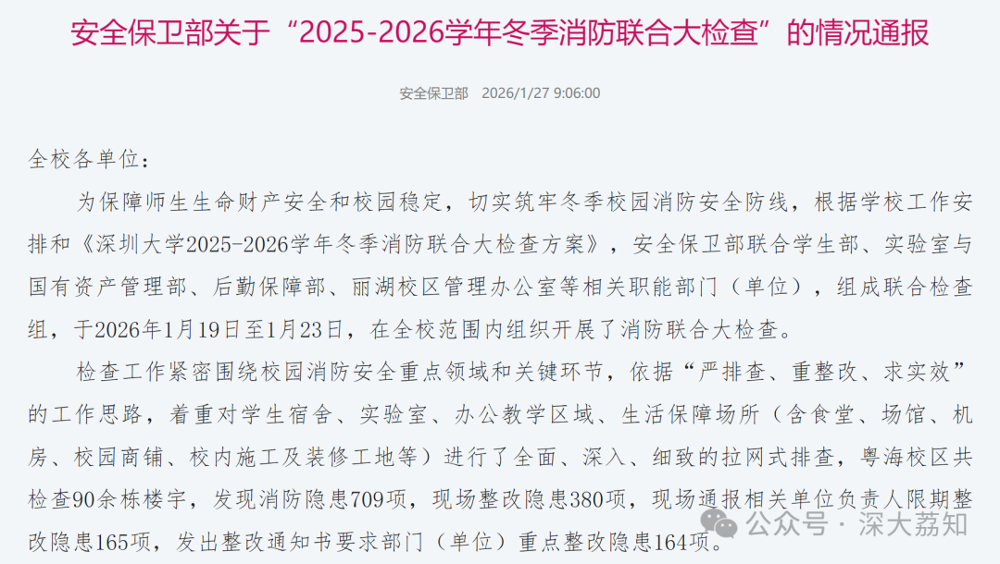 安全保卫部关于“2025-2026学年冬季消防联合大检查”的情况通报
安全保卫部 2026/1/27 9:06:00
全校各单位：
为保障师生生命财产安全和校园稳定，切实筑牢冬季校园消防安全防线，根据学校工作安
排和《深圳大学2025-2026学年冬季消防联合大检查方案》，安全保卫部联合学生部、实验室与
国有资产管理部、后勤保障部、丽湖校区管理办公室等相关职能部门（单位），组成联合检查
组，于2026年1月19日至1月23日，在全校范围内组织开展了消防联合大检查。
检查工作紧密围绕校园消防安全重点领域和关键环节，依据“严排查、重整改、求实效”
的工作思路，着重对学生宿舍、实验室、办公教学区域、生活保障场所（含食堂、场馆、机
房、校园商铺、校内施工及装修工地等）进行了全面、深入、细致的拉网式排查，粤海校区共
检查90余栋楼宇，发现消防隐患709项，现场整改隐患380项，现场通报相关单位负责人限期整
改隐患165项，发出整改通知书要求部门（单位）重点整改隐患164项。
公众号·深大荔知